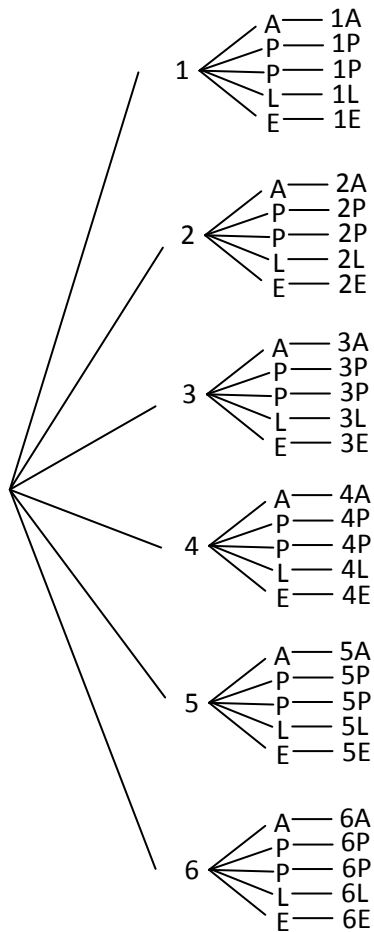 A 1A
P 1P
1 P 1P
L 1L
E 1E
A 2A
P 2P
2 P 2P
L 2L
E 2E
A 3A
P 3P
3 P 3P
L 3L
E 3E
A 4A
P 4P
4 P 4P
L 4L
E 4E
A 5A
P 5P
5 P 5P
L 5L
E 5E
A 6A
P 6P
6 P 6P
L 6L
E 6E